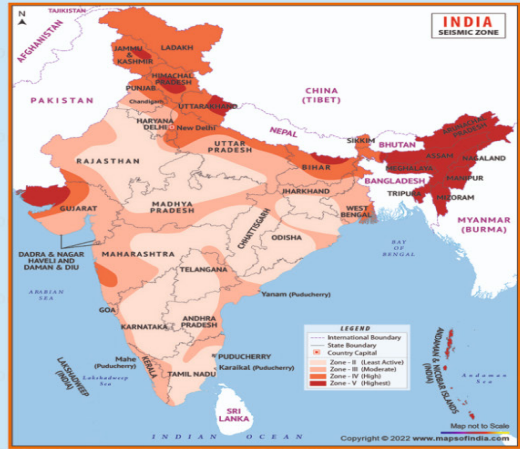 N
INDIA
SEISMIC ZONE
TAJIKISTAN
AFGHANISTAN
PAKISTAN
CHINA
(TIBET)
NEPAL
BHUTAN
BANGLADESH
MYANMAR
(BURMA)
SRI
LANKA
JAMMU
&
KASHMIR
LADAKH
HIMACHAL
PRADESH
PUNJAB
Chandigarh
UTTARAKHAND
HARYANA
DELHI
New Delhi
RAJASTHAN
UTTAR
PRADESH
BIHAR
SIKKIM
ARUNACHAL
PRADESH
ASSAM
NAGALAND
MEGHALAYA
MANIPUR
TRIPURA
MIZORAM
WEST
BENGAL
JHARKHAND
GUJARAT
MADHYA
PRADESH
CHHATTISGARH
ODISHA
DADRA & NAGAR
HAVELI AND
DAMAN & DIU
MAHARASHTRA
TELANGANA
Yanam (Puducherry)
GOA
KARNATAKA
ANDHRA
PRADESH
Mahe
(Puducherry)
KERALA
TAMIL NADU
PUDUCHERRY
Karaikal (Puducherry)
LAKSHADWEEP
(INDIA)
Lakshadweep
Sea
ARABIAN
SEA
BAY
OF
BENGAL
ANDAMAN & NICOBAR ISLANDS
(INDIA)
Andaman
Sea
INDIAN OCEAN
LEGEND
International Boundary
State Boundary
Country Capital
Zone - II (Least Active)
Zone - III (Moderate)
Zone - IV (High)
Zone - V (Highest)
Map not to Scale
Copyright © 2022 www.mapsofindia.com